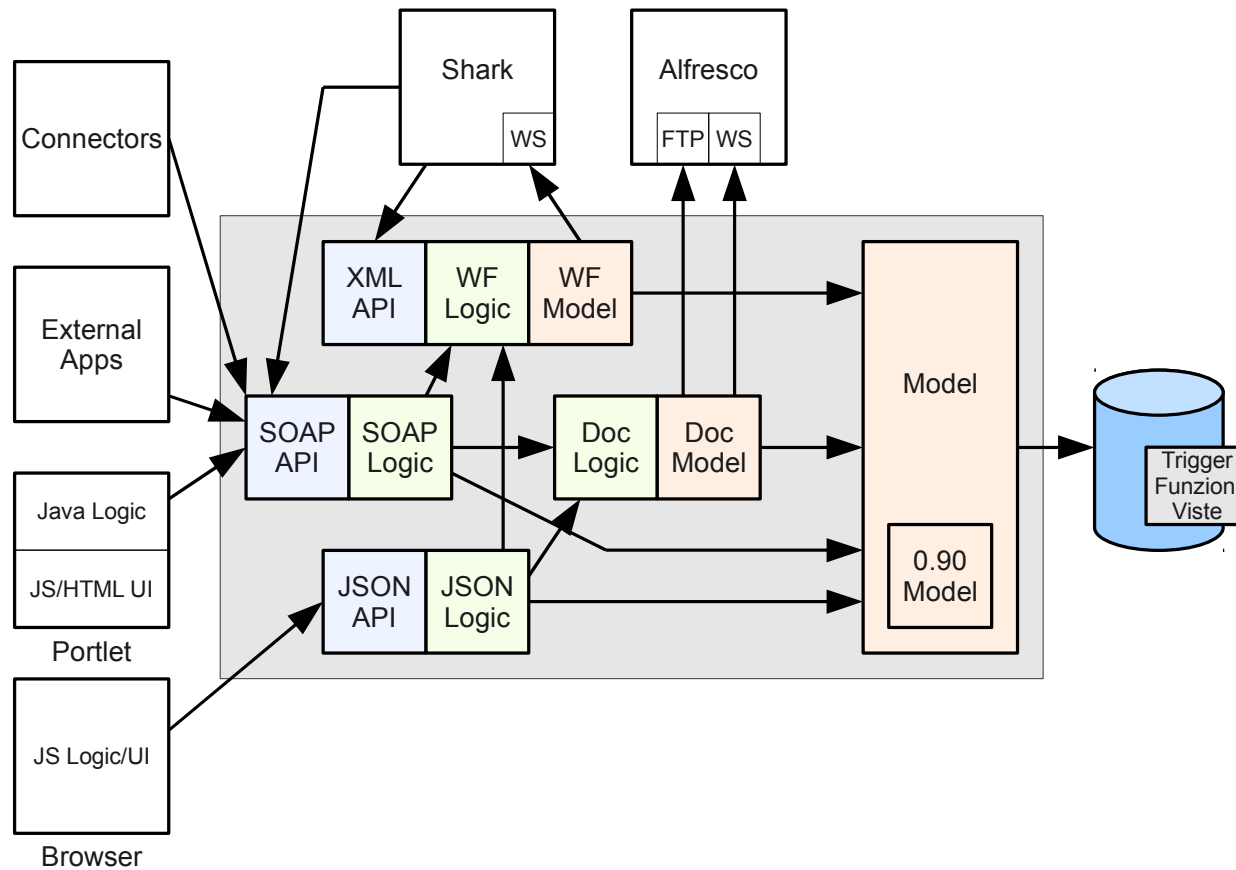 Shark
WS
Alfresco
FTP
WS
Connectors
External
Apps
XML
API
WF
Logic
WF
Model
SOAP
API
SOAP
Logic
Doc
Logic
Doc
Model
Model
0.90
Model
Trigger
Funzion
Viste
Java Logic
JS/HTML UI
Portlet
JSON
API
JSON
Logic
JS Logic/UI
Browser